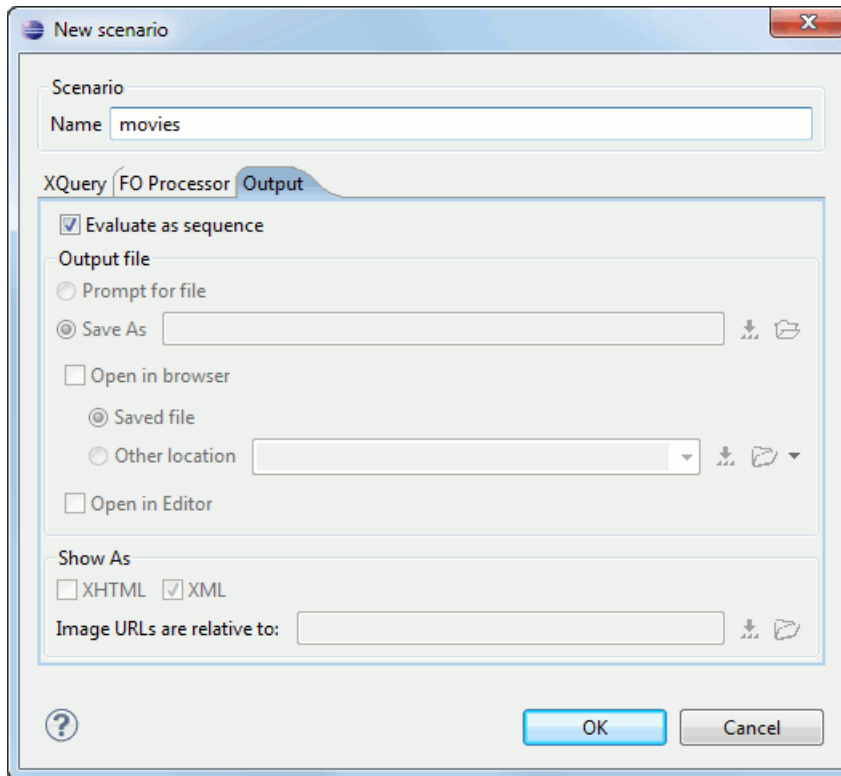 New scenario
Scenario
Name movies
XQuery FO Processor Output
Evaluate as sequence
Output file
Prompt for file
Save As
Open in browser
Saved file
Other location
Open in Editor
Show As
XHTML XML
Image URLs are relative to:
? OK Cancel